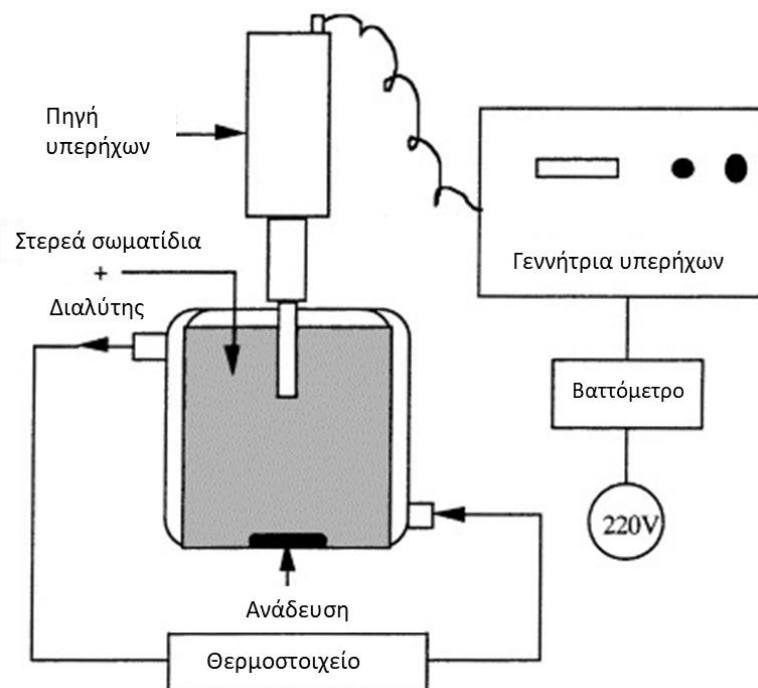 Πηγή
υπερήχων
Στερεά σωματίδια
+
Διαλύτης
Γεννήτρια υπερήχων
Βαττόμετρο
220V
Ανάδευση
Θερμοστοιχείο